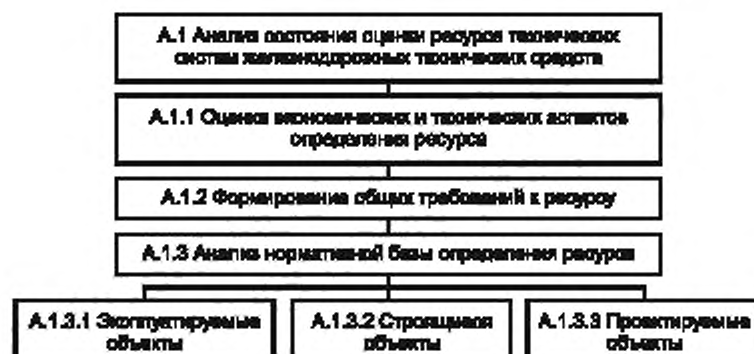 А.1 Анализ состояния оценки ресурса технических
систем железнодорожных технических средств
А.1.1 Оценка экономических и технических аспектов
определения ресурса
А.1.2 Формирование общих требований к ресурсу
А.1.3 Анализ нормативной базы определения ресурса
А.1.3.1 Эксплуатируемые
объекты
А.1.3.2 Строящиеся
объекты
А.1.3.3 Проектируемые
объекты